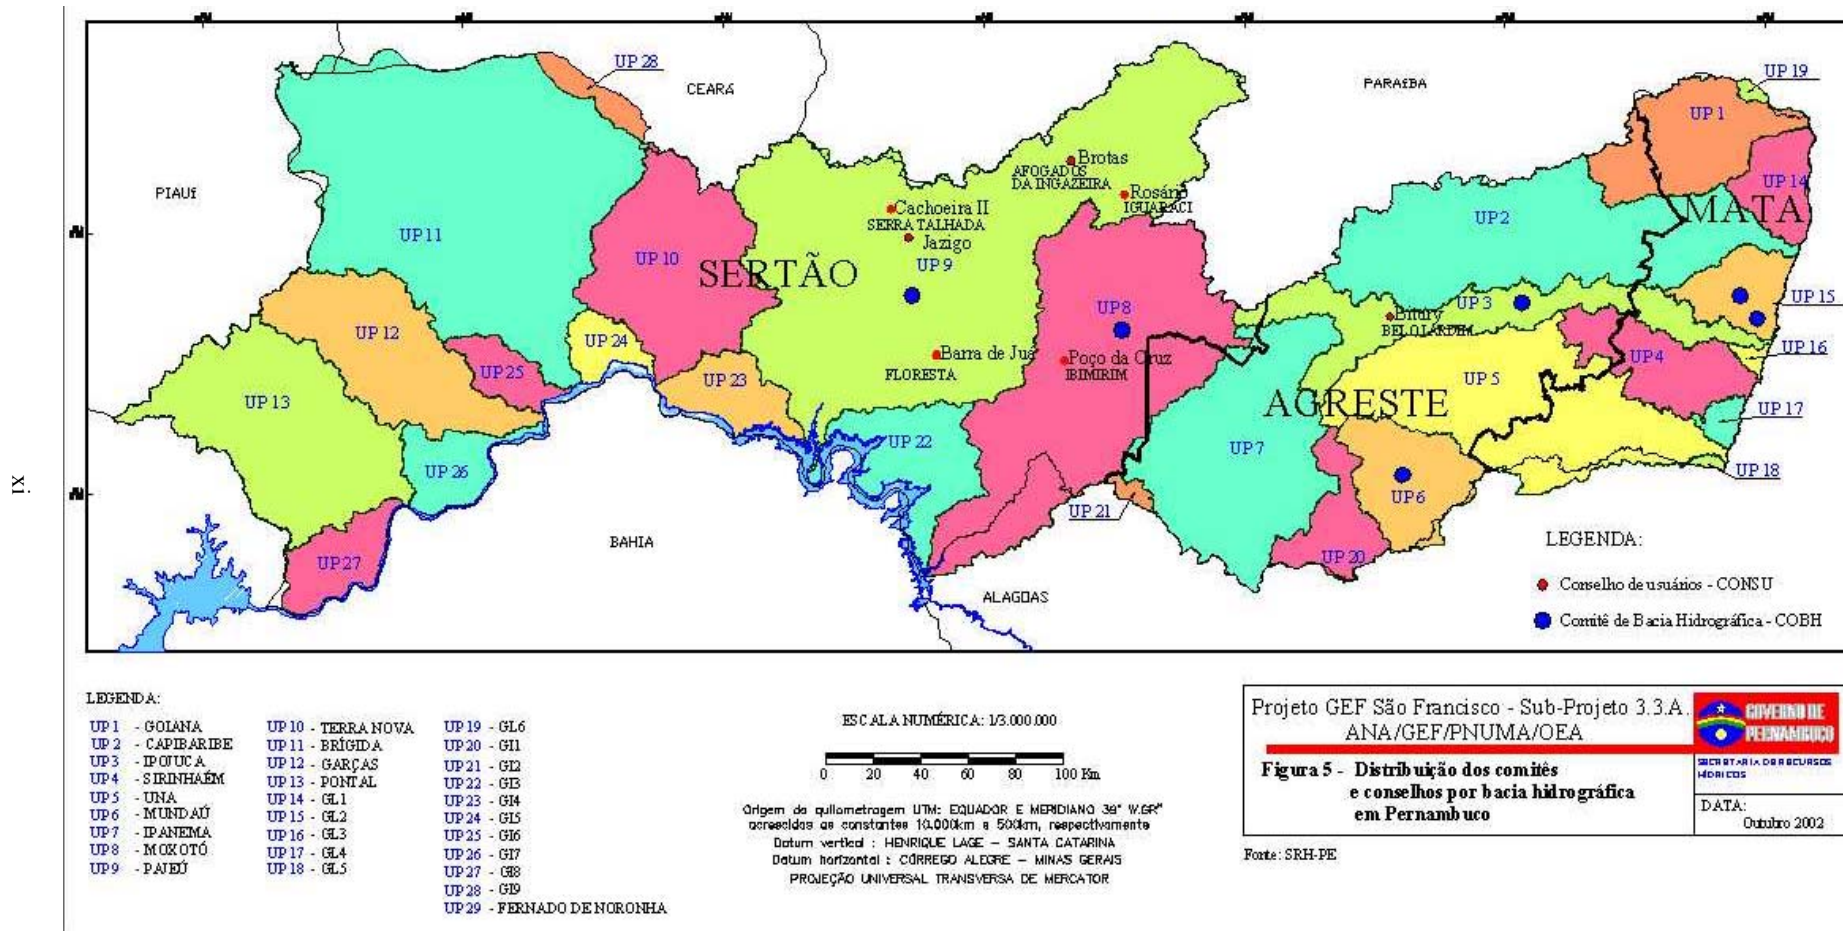 UP 28
CEARÁ
PARAÍBA
UP 19
UP 1
PIAUÍ
Brotas
AFOGADOS
DA INGAZEIRA
UP 14
Rosário
IGUARACI
MATA
Cachoeira II
SERRA TALHADA
UP 2
UP 11
Jazigo
UP 10
SERTÃO
UP 9
UP 8
UP 3
UP 15
Bitury
BELO JARDIM
UP 12
UP 24
Barra de Juá
Poço da Cruz
IBIMIRIM
FLORESTA
UP 4
UP 16
UP 25
UP 23
UP 5
UP 13
AGRESTE
UP 17
UP 22
UP 7
UP 26
UP 18
UP 6
UP 21
xi
BAHIA
UP 27
UP 20
ALAGOAS
LEGENDA:
Conselho de usuários - CONSU
Comitê de Bacia Hidrográfica - COBH
LEGENDA:
UP 1 - GOIANA
UP 2 - CAPIBARIBE
UP 3 - IPOJUCA
UP 4 - SIRINHAÉM
UP 5 - UNA
UP 6 - MUNDAÚ
UP 7 - IPANEMA
UP 8 - MOXOTÓ
UP 9 - PAJEÚ
UP 10 - TERRA NOVA
UP 11 - BRÍGIDA
UP 12 - GARÇAS
UP 13 - PONTAL
UP 14 - GL1
UP 15 - GL2
UP 16 - GL3
UP 17 - GL4
UP 18 - GL5
UP 19 - GL6
UP 20 - GI1
UP 21 - GI2
UP 22 - GI3
UP 23 - GI4
UP 24 - GI5
UP 25 - GI6
UP 26 - GI7
UP 27 - GI8
UP 28 - GI9
UP 29 - FERNADO DE NORONHA
ESCALA NUMÉRICA: 1/3.000.000
0 20 40 60 80 100 Km
Origem da quilometragem UTM: EQUADOR E MERIDIANO 39° W.GR"
acrescidas as constantes 10.000km e 500km, respectivamente
Datum vertical : HENRIQUE LAGE - SANTA CATARINA
Datum horizontal : CÓRREGO ALEGRE - MINAS GERAIS
PROJEÇÃO UNIVERSAL TRANSVERSA DE MERCATOR
Projeto GEF São Francisco - Sub-Projeto 3.3.A.
ANA/GEF/PNUMA/OEA
Figura 5 - Distribuição dos comitês
e conselhos por bacia hidrográfica
em Pernambuco
GOVERNO DE
PERNAMBUCO
SECRETARIA DE RECURSOS
HÍDRICOS
DATA:
Outubro 2002
Fonte: SRH-PE